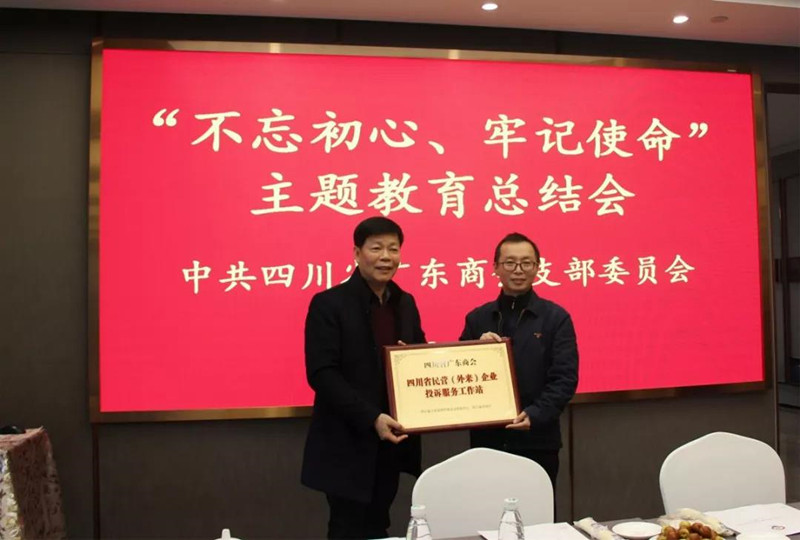 “不忘初心、牢记使命”
主题教育总结会
中共四川 广东商 支部委员会
四川省广东商会
四川省民营（外来）企业
投诉服务工作站